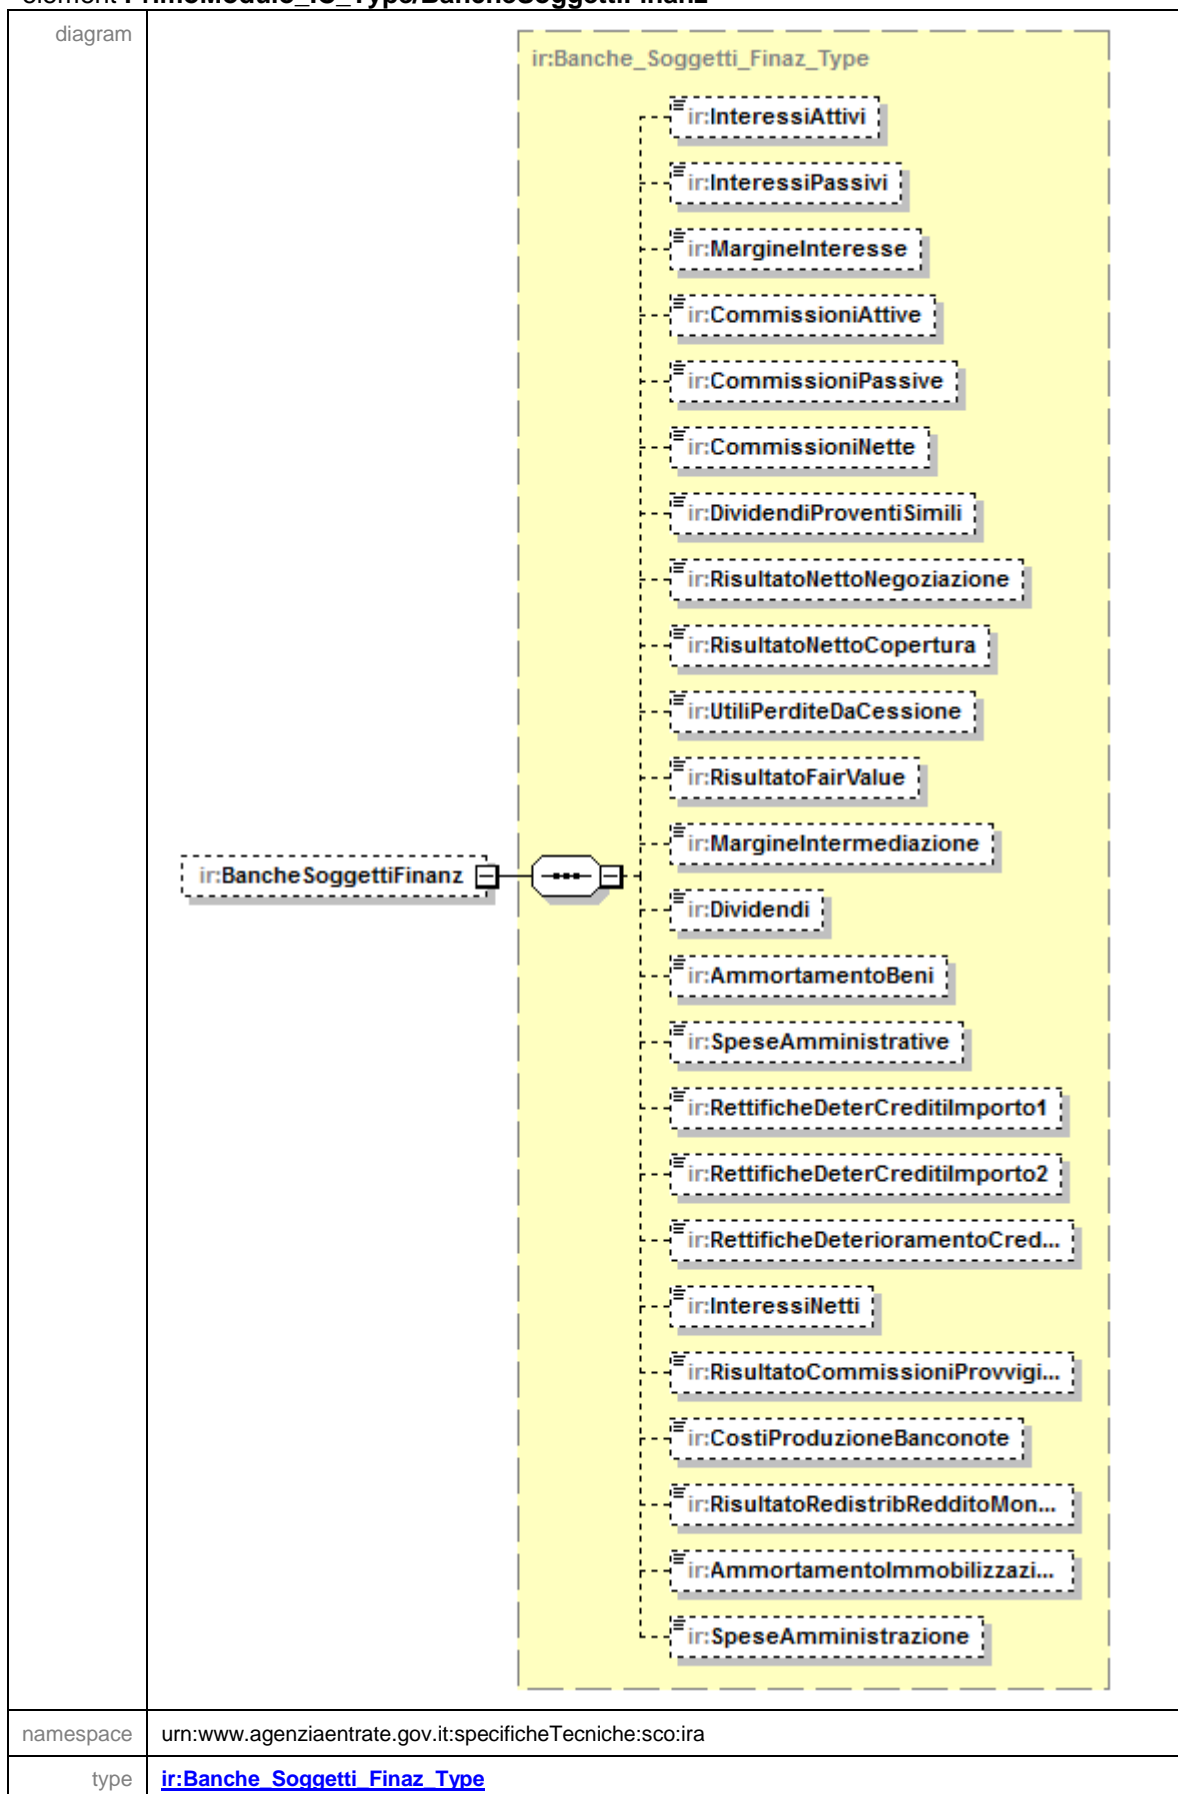 diagram
ir:Banche_Soggetti_Finaz_Type
ir:InteressiAttivi
ir:InteressiPassivi
ir:MargineInteresse
ir:CommissioniAttive
ir:CommissioniPassive
ir:CommissioniNette
ir:DividendiProventiSimili
ir:RisultatoNettoNegoziazione
ir:RisultatoNettoCopertura
ir:UtiliPerditeDaCessione
ir:RisultatoFairValue
ir:MargineIntermediazione
ir:BancheSoggettiFinanz
ir:Dividendi
ir:AmmortamentoBeni
ir:SpeseAmministrative
ir:RettificheDeterCreditiImporto1
ir:RettificheDeterCreditiImporto2
ir:RettificheDeterioramentoCred...
ir:InteressiNetti
ir:RisultatoCommissioniProvvigi...
ir:CostiProduzioneBanconote
ir:RisultatoRedistribRedditoMon...
ir:AmmortamentoImmobilizzazi...
ir:SpeseAmministrazione
namespace urn:www.agenziaentrate.gov.it:specificheTecniche:sco:ira
type ir:Banche_Soggetti_Finaz_Type